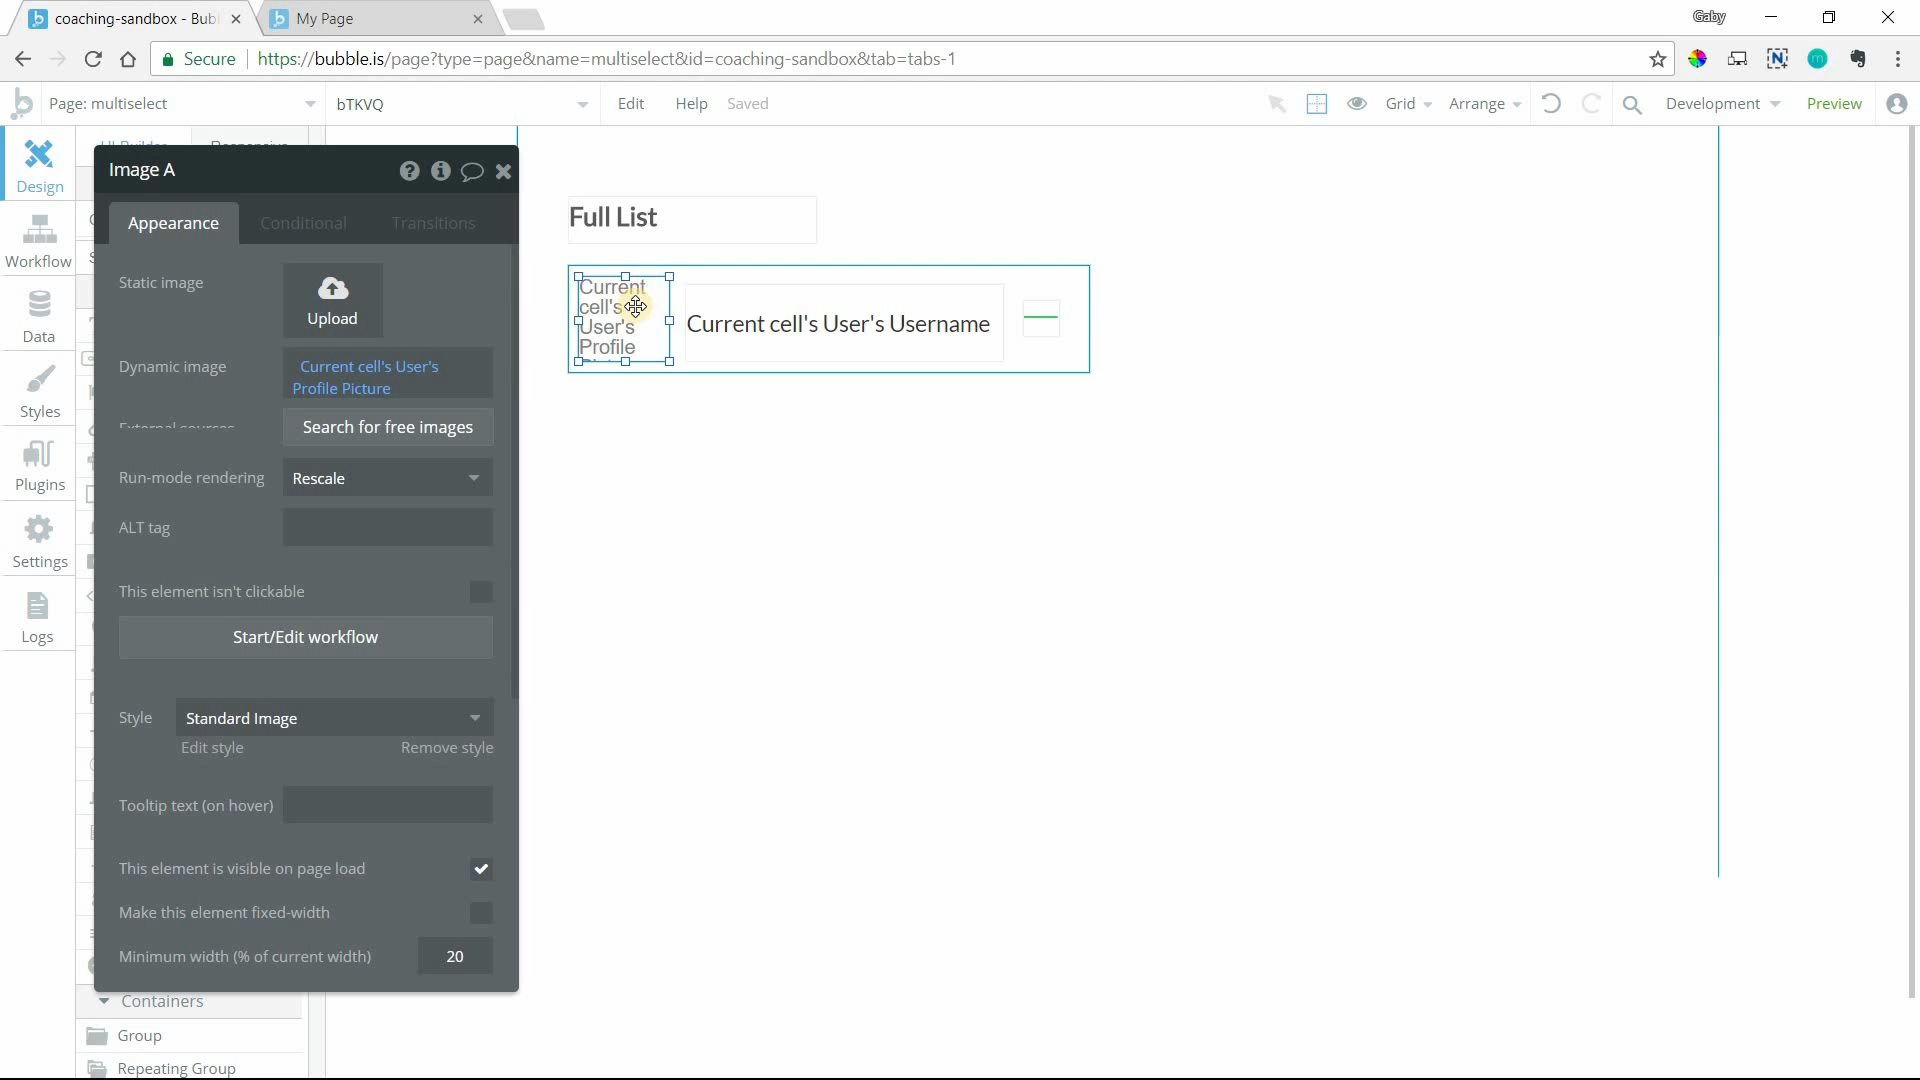 coaching-sandbox - Bub
My Page
Gaby
Secure
https://bubble.is/page?type=page&name=multiselect&id=coaching-sandbox&tab=tabs-1
Page: multiselect
bTKVQ
Edit
Help
Saved
Grid
Arrange
Development
Preview
Design
Workflow
Data
Styles
Plugins
Settings
Logs
UI Builder
Responsive
Image A
Appearance
Conditional
Transitions
Static image
Upload
Dynamic image
Current cell's User's
Profile Picture
External sources
Search for free images
Run-mode rendering
Rescale
ALT tag
This element isn't clickable
Start/Edit workflow
Style
Standard Image
Edit style
Remove style
Tooltip text (on hover)
This element is visible on page load
Make this element fixed-width
Minimum width (% of current width)
20
Containers
Group
Repeating Group
Full List
Current
cell's
User's
Profile
Current cell's User's Username